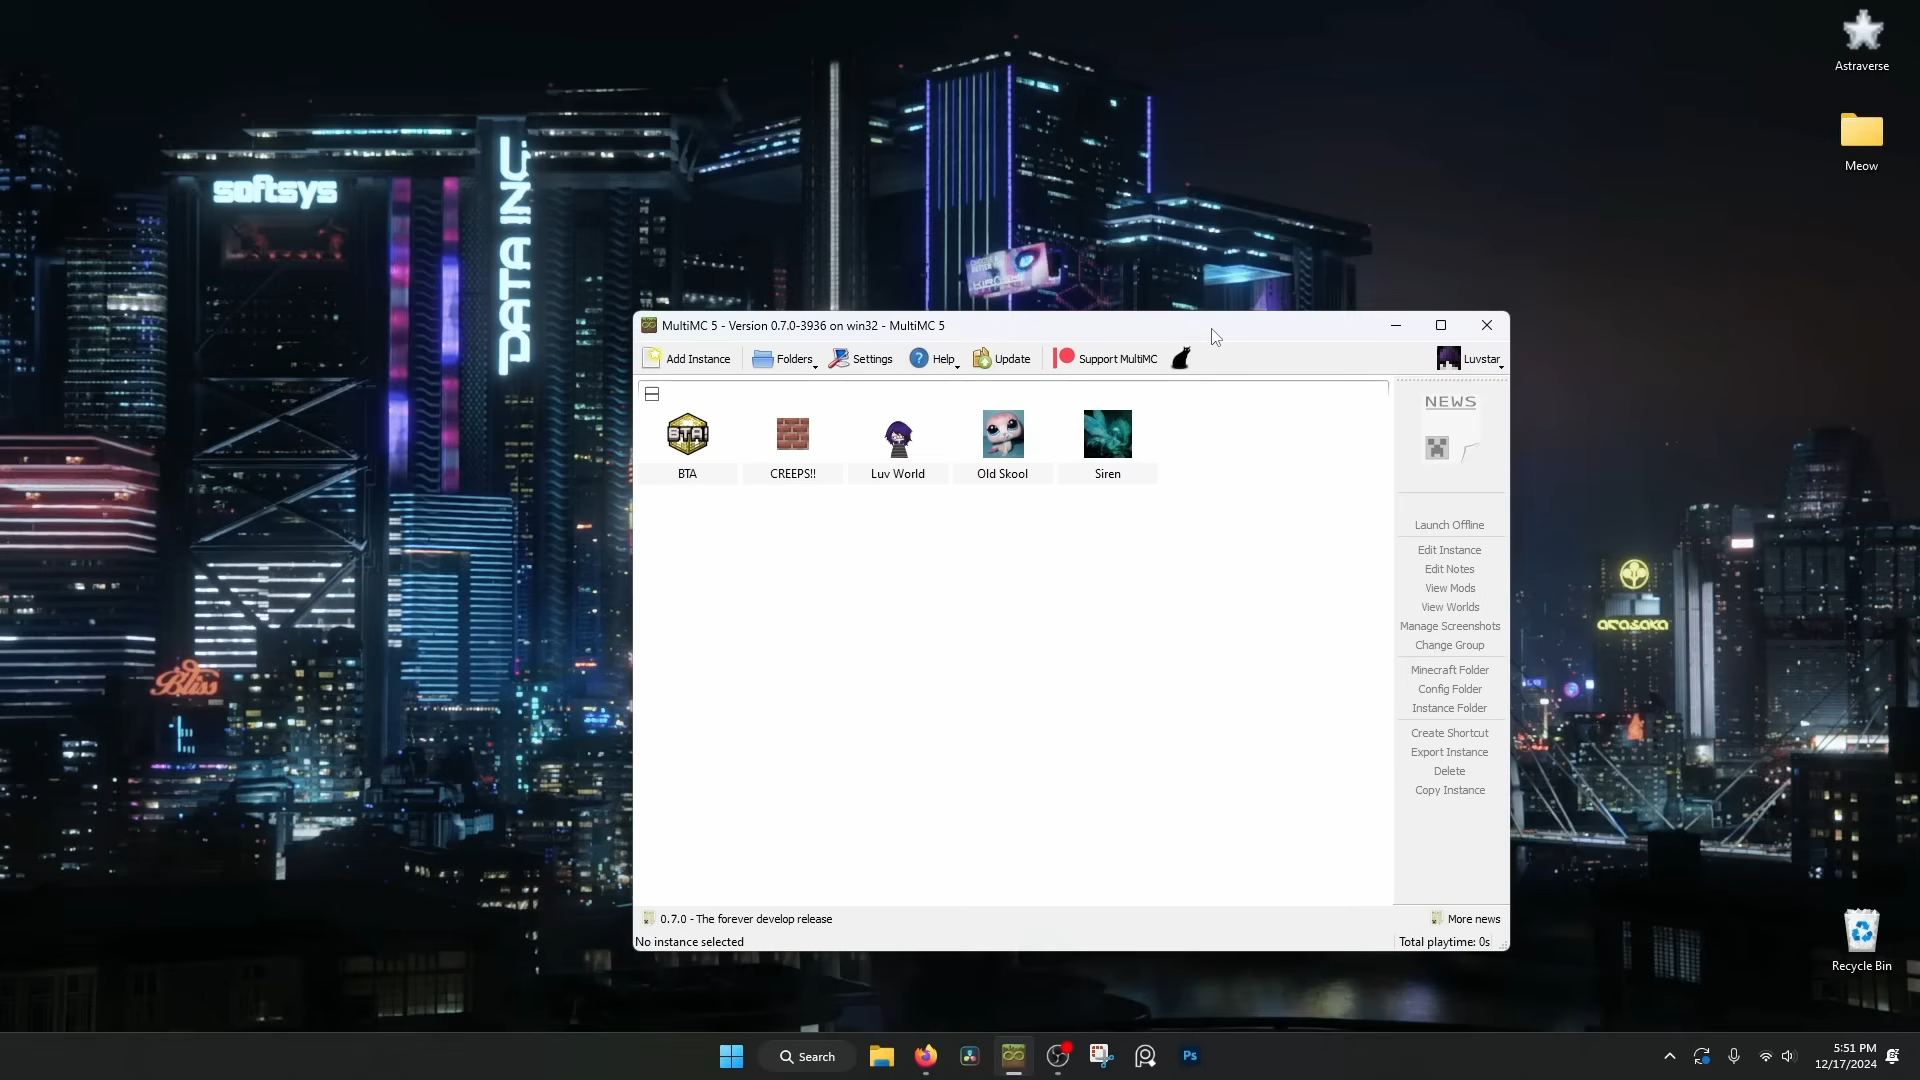 Astraverse
Meow
softsys
DATA INC.
Bliss
arasaka
MultiMC 5 - Version 0.7.0-3936 on win32 - MultiMC 5
Add Instance
Folders
Settings
Help
Update
Support MultiMC
Luvstar
NEWS
BTA!
BTA
CREEPS!!
Luv World
Old Skool
Siren
Launch Offline
Edit Instance
Edit Notes
View Mods
View Worlds
Manage Screenshots
Change Group
Minecraft Folder
Config Folder
Instance Folder
Create Shortcut
Export Instance
Delete
Copy Instance
0.7.0 - The forever develop release
More news
No instance selected
Total playtime: 0s
Recycle Bin
Search
Ps
5:51 PM
12/17/2024